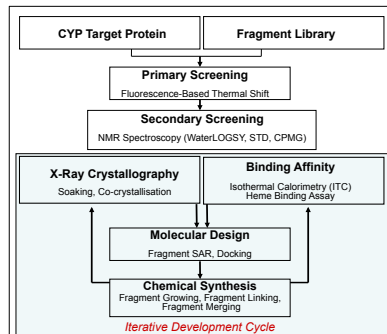 CYP Target Protein
Fragment Library
Primary Screening
Fluorescence-Based Thermal Shift
Secondary Screening
NMR Spectroscopy (WaterLOGSY, STD, CPMG)
X-Ray Crystallography
Soaking, Co-crystallisation
Binding Affinity
Isothermal Calorimetry (ITC)
Heme Binding Assay
Molecular Design
Fragment SAR, Docking
Chemical Synthesis
Fragment Growing, Fragment Linking,
Fragment Merging
Iterative Development Cycle